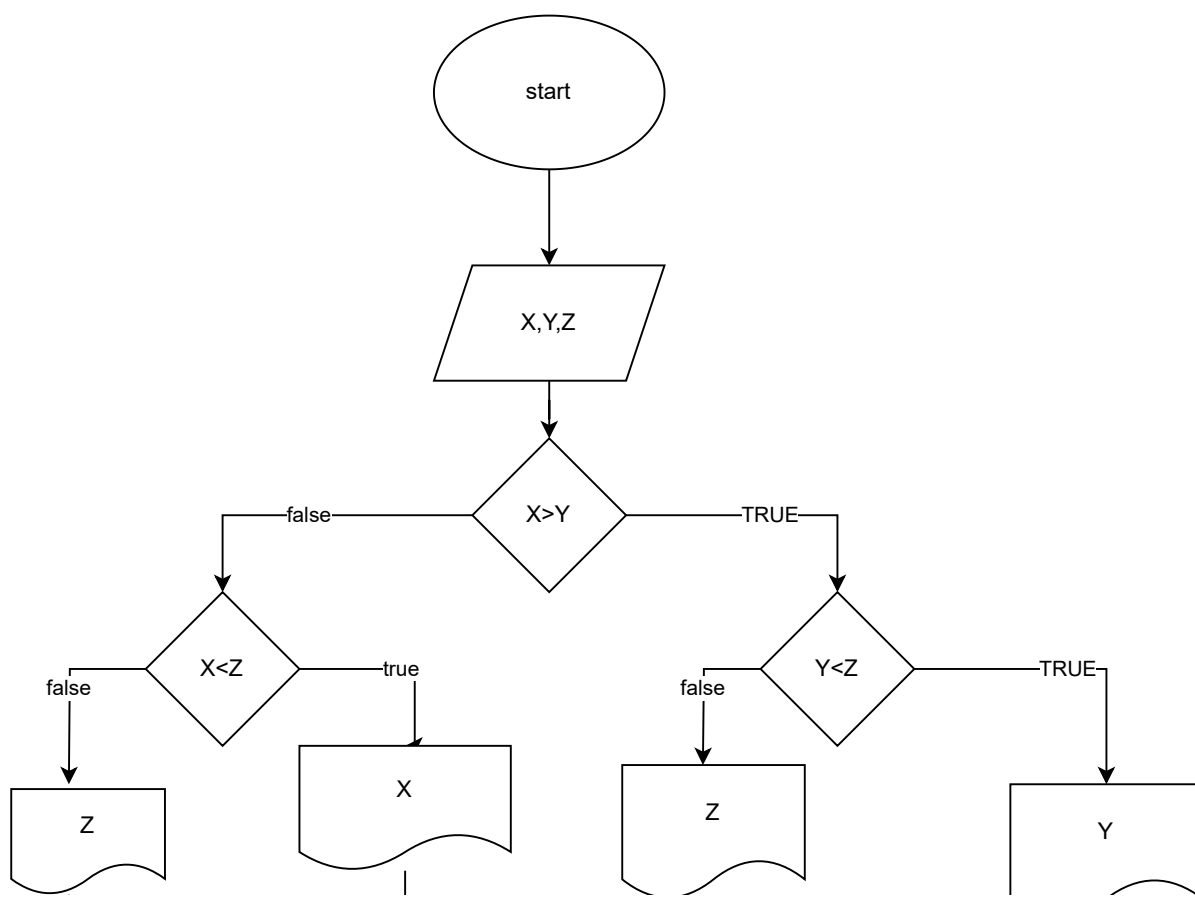 start
X,Y,Z
false
X>Y
TRUE
false
X<Z
true
false
Y<Z
TRUE
Z
X
Z
Y